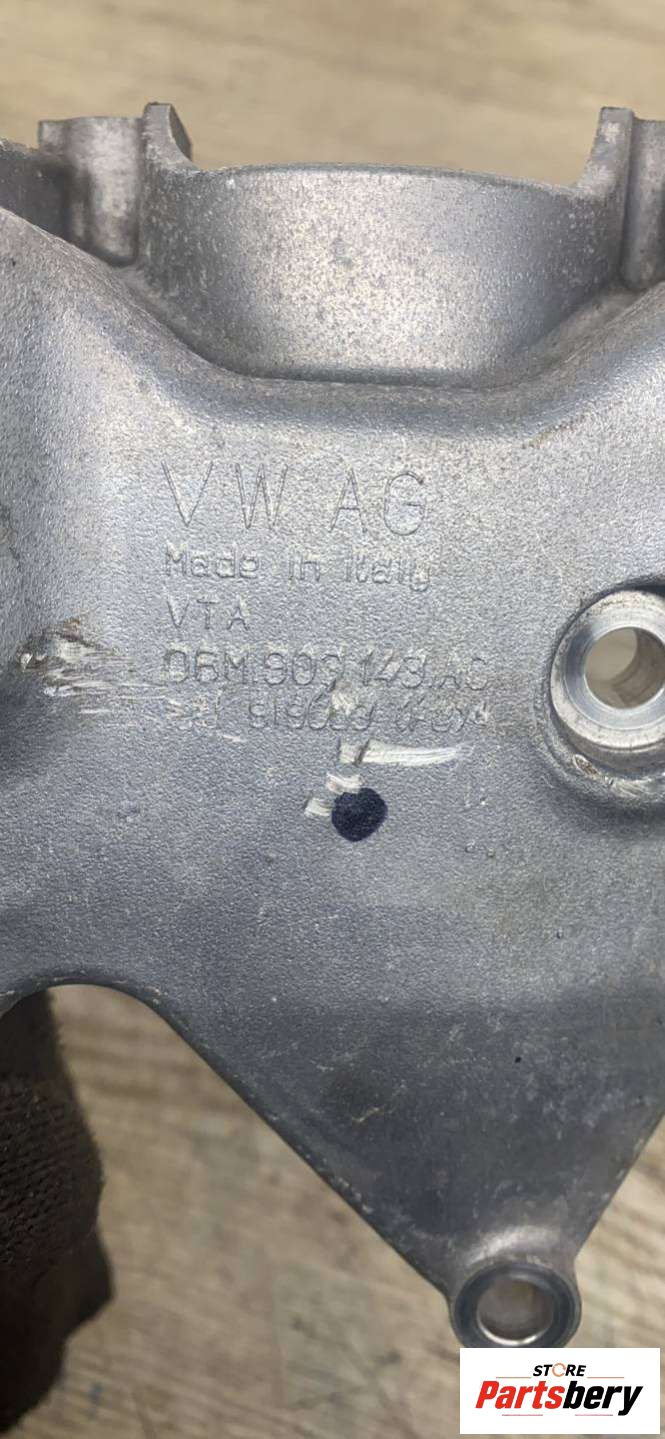 VW AG
Made in Italy
VTA
06M.903.143.AC
STORE
Partsbery